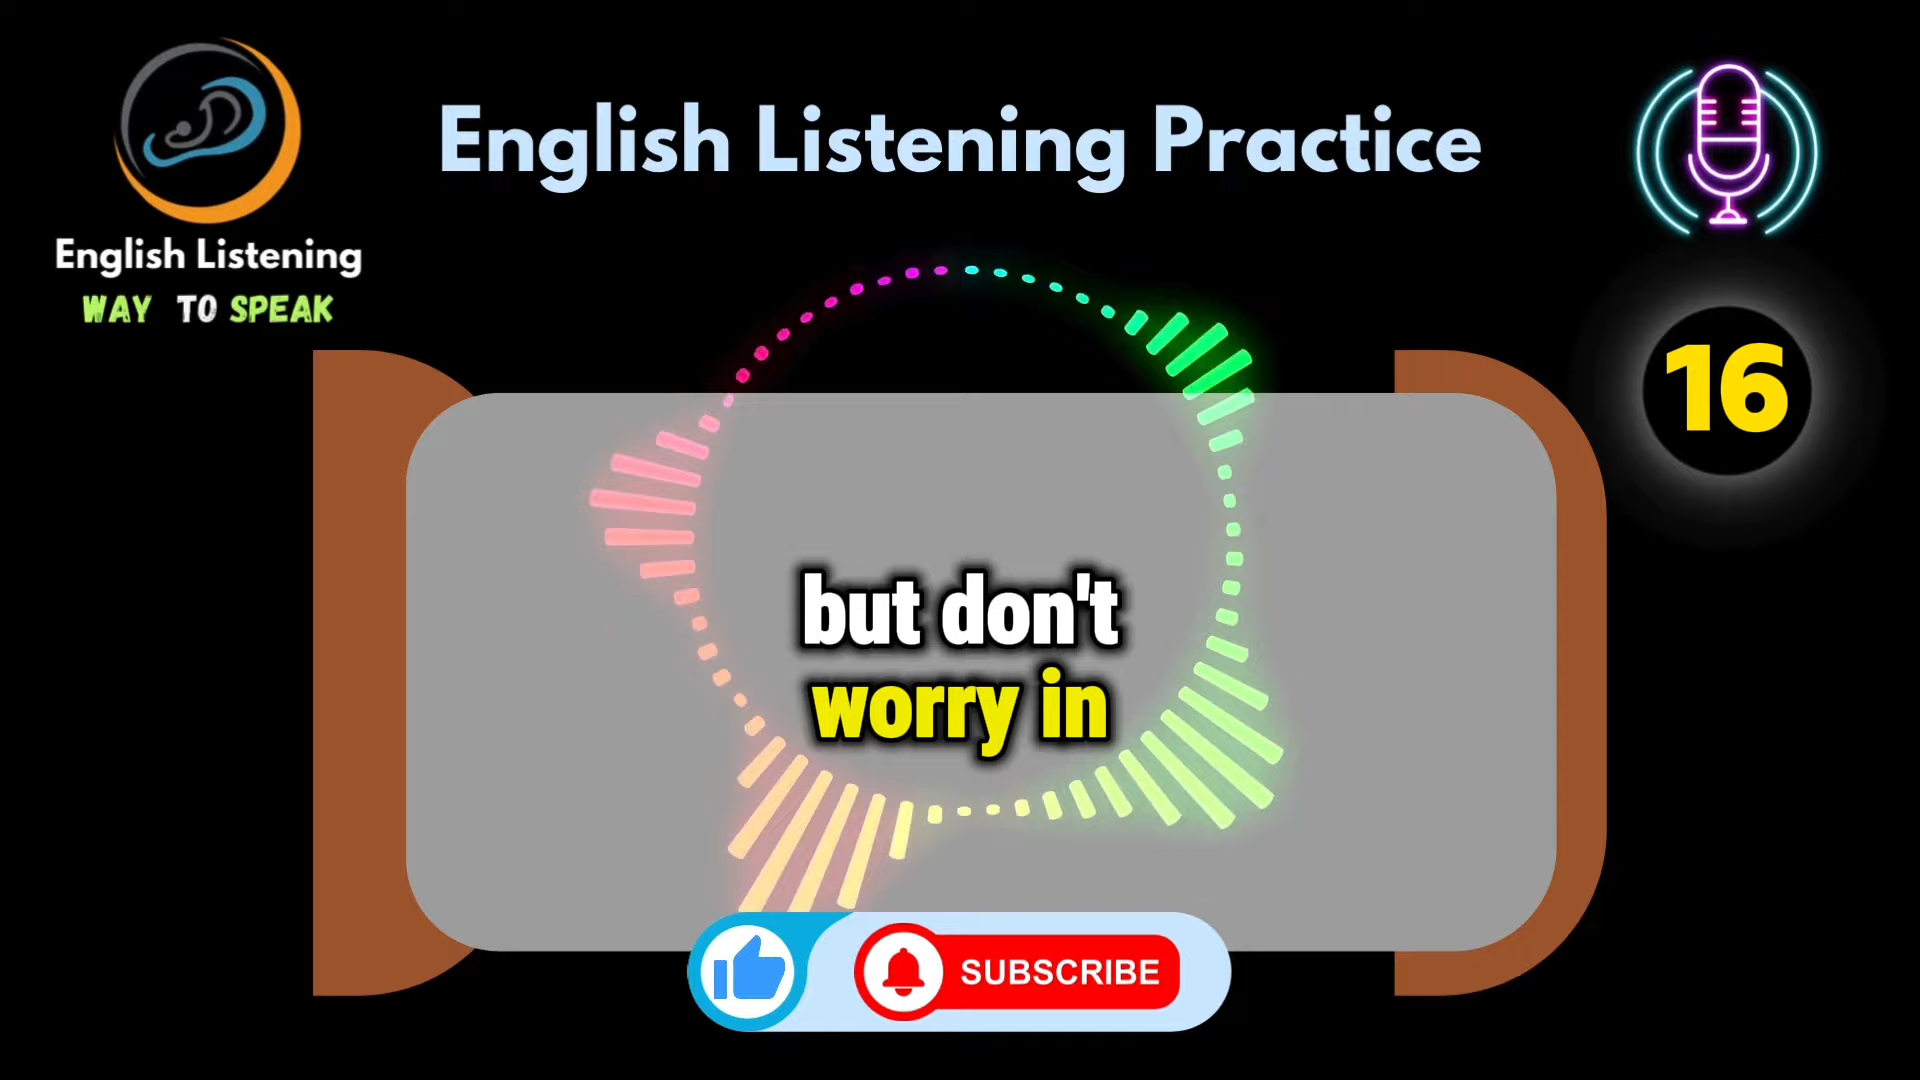 English Listening Practice
English Listening
WAY TO SPEAK
16
but don't
worry in
SUBSCRIBE